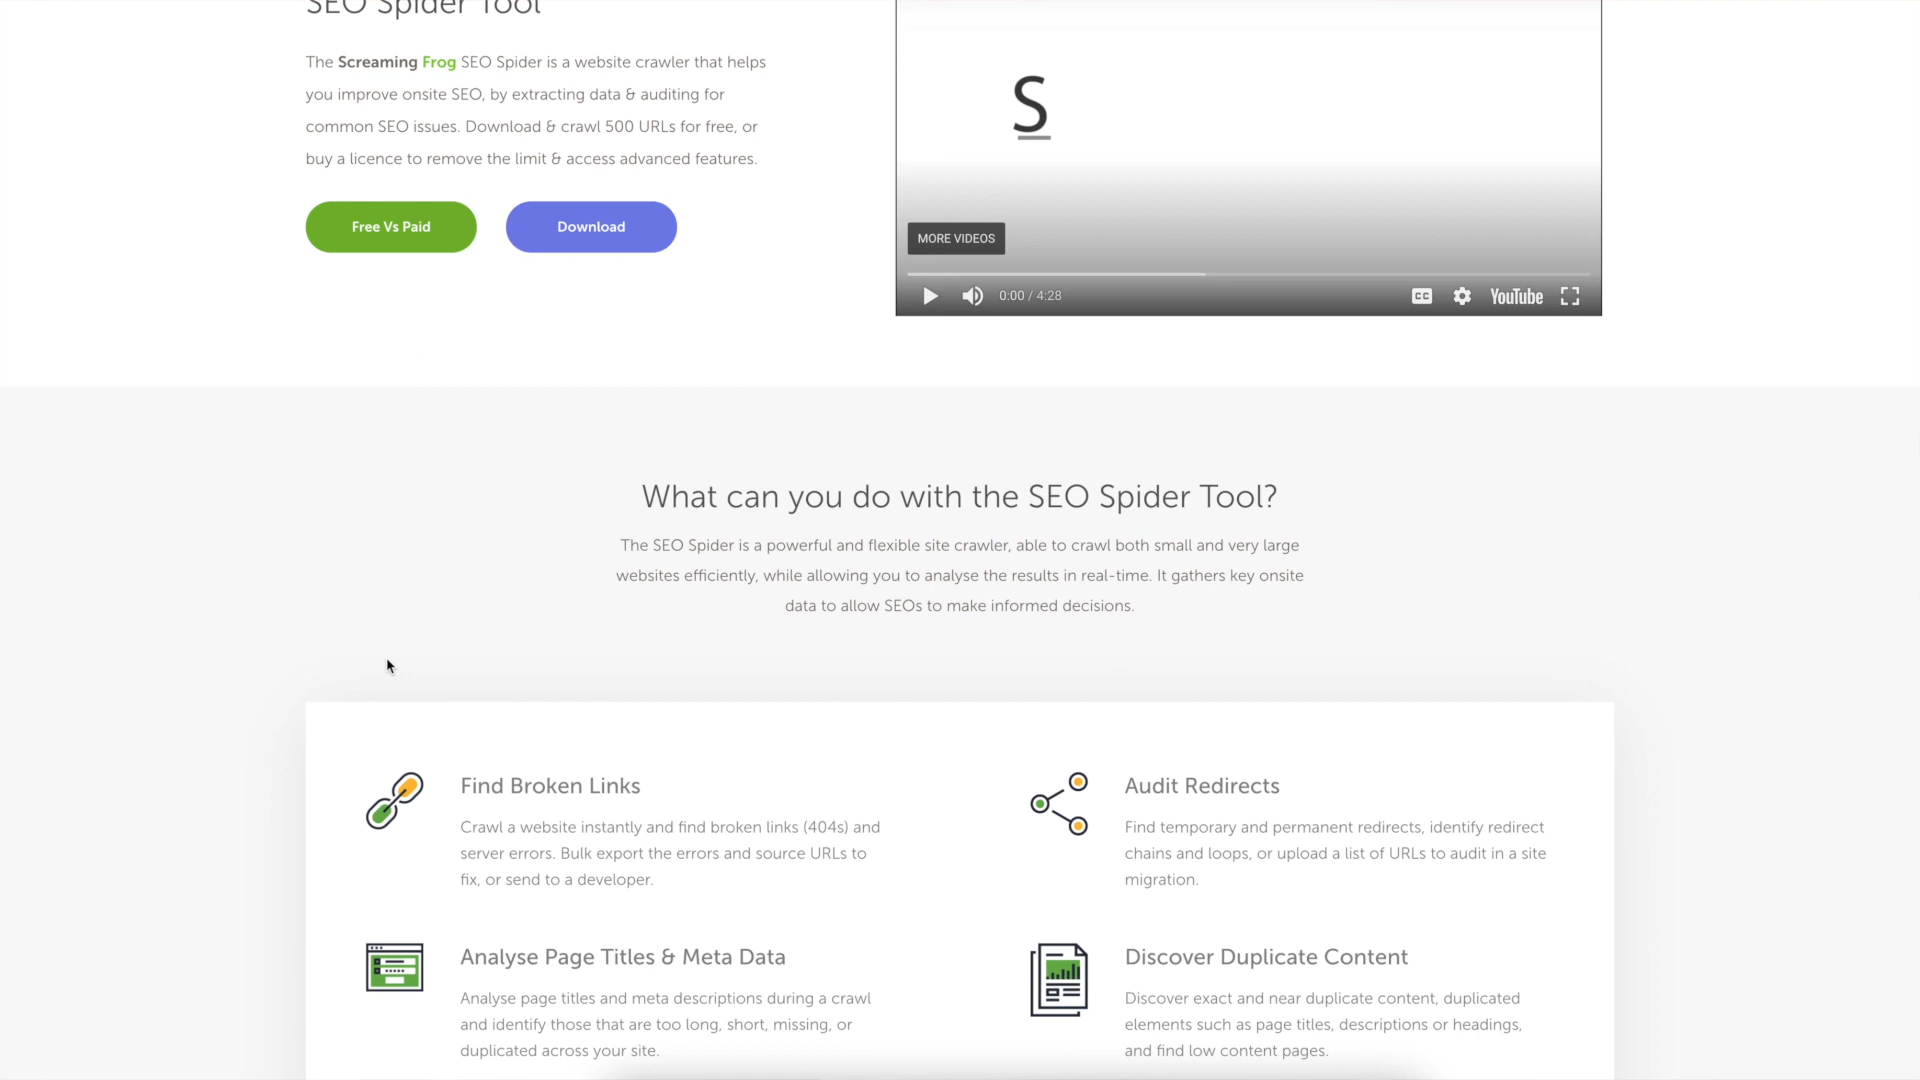 SEO Spider Tool
The Screaming Frog SEO Spider is a website crawler that helps
you improve onsite SEO, by extracting data & auditing for
common SEO issues. Download & crawl 500 URLs for free, or
buy a licence to remove the limit & access advanced features.
Free Vs Paid
Download
S
MORE VIDEOS
0:00 / 4:28
CC
YouTube
What can you do with the SEO Spider Tool?
The SEO Spider is a powerful and flexible site crawler, able to crawl both small and very large
websites efficiently, while allowing you to analyse the results in real-time. It gathers key onsite
data to allow SEOs to make informed decisions.
Find Broken Links
Crawl a website instantly and find broken links (404s) and
server errors. Bulk export the errors and source URLs to
fix, or send to a developer.
Audit Redirects
Find temporary and permanent redirects, identify redirect
chains and loops, or upload a list of URLs to audit in a site
migration.
Analyse Page Titles & Meta Data
Analyse page titles and meta descriptions during a crawl
and identify those that are too long, short, missing, or
duplicated across your site.
Discover Duplicate Content
Discover exact and near duplicate content, duplicated
elements such as page titles, descriptions or headings,
and find low content pages.